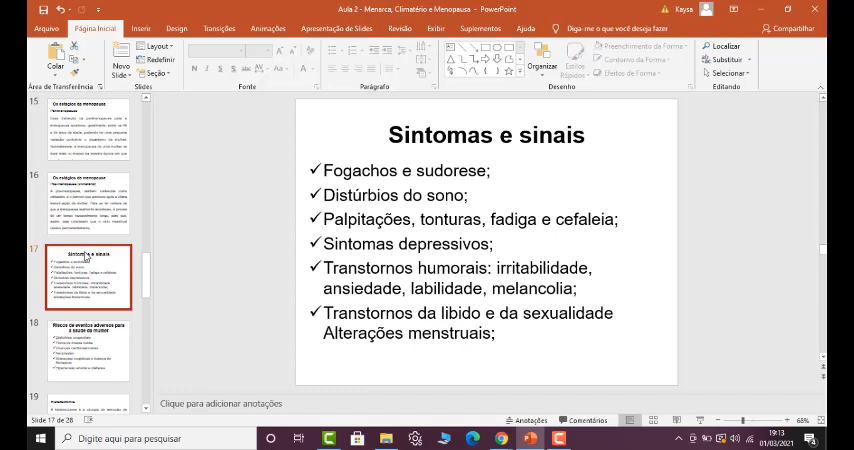 Aula 2 - Menarca, Climatério e Menopausa - PowerPoint
Kaysa
Arquivo Página Inicial Inserir Design Transições Animações Apresentação de Slides Revisão Exibir Suplementos Diga-me o que você deseja fazer Compartilhar
Colar
Novo Slide
Layout
Redefinir
Seção
N I S
Organizar
Estilos Rápidos
Preenchimento da Forma
Contorno da Forma
Efeitos de Forma
Localizar
Substituir
Selecionar
Área de Transferência Slides Fonte Parágrafo Desenho Editando
15
Os estágios da menopausa
16
Os estágios da menopausa
17
Sintomas e sinais
18
Riscos de eventos adversos para a saúde da mulher
19
Sintomas e sinais
✓Fogachos e sudorese;
✓Distúrbios do sono;
✓Palpitações, tonturas, fadiga e cefaleia;
✓Sintomas depressivos;
✓Transtornos humorais: irritabilidade,
ansiedade, labilidade, melancolia;
✓Transtornos da libido e da sexualidade
Alterações menstruais;
Clique para adicionar anotações
Slide 17 de 28
Anotações Comentários 68%
Digite aqui para pesquisar
19:13
01/03/2021
4